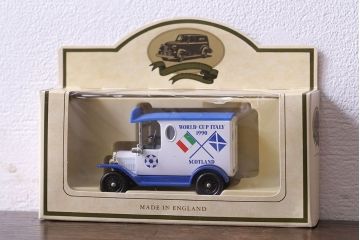 WORLD CUP ITALY
1990
SCOTLAND
MADE IN ENGLAND